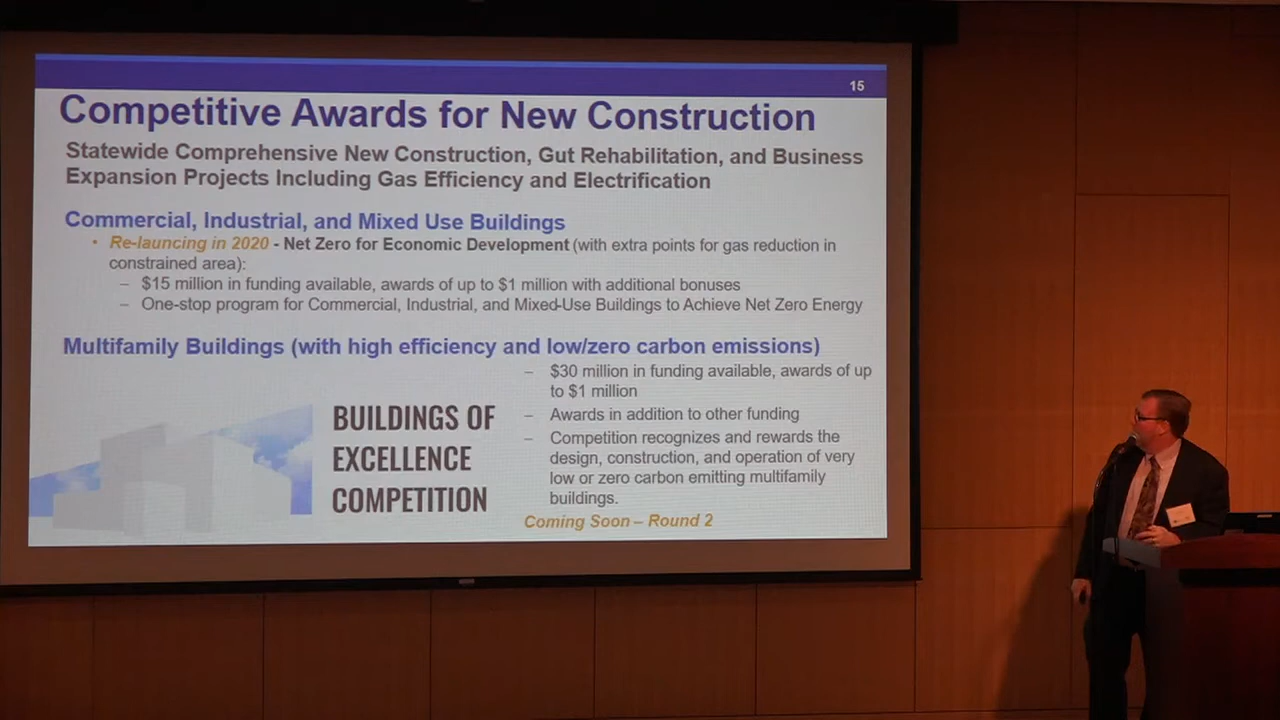 15
Competitive Awards for New Construction
Statewide Comprehensive New Construction, Gut Rehabilitation, and Business
Expansion Projects Including Gas Efficiency and Electrification
Commercial, Industrial, and Mixed Use Buildings
• Re-launcing in 2020 - Net Zero for Economic Development (with extra points for gas reduction in
constrained area):
– $15 million in funding available, awards of up to $1 million with additional bonuses
– One-stop program for Commercial, Industrial, and Mixed-Use Buildings to Achieve Net Zero Energy
Multifamily Buildings (with high efficiency and low/zero carbon emissions)
BUILDINGS OF
EXCELLENCE
COMPETITION
– $30 million in funding available, awards of up
to $1 million
– Awards in addition to other funding
– Competition recognizes and rewards the
design, construction, and operation of very
low or zero carbon emitting multifamily
buildings.
Coming Soon – Round 2